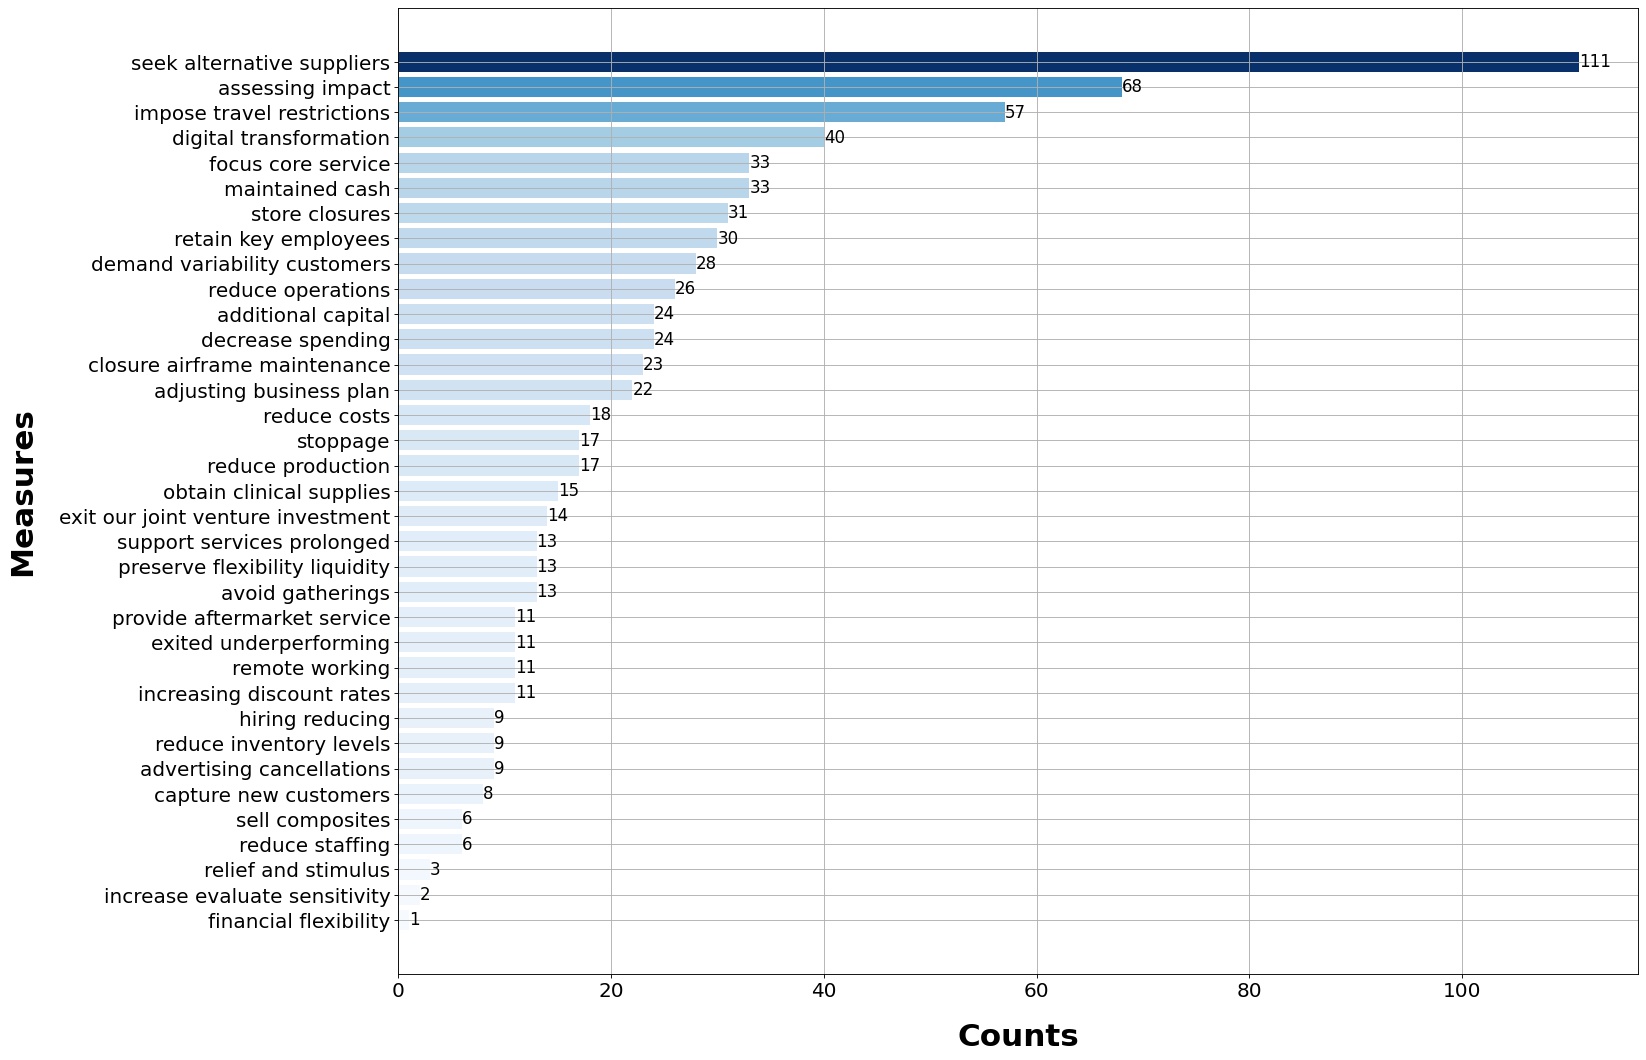 seek alternative suppliers 111
assessing impact 68
impose travel restrictions 57
digital transformation 40
focus core service 33
maintained cash 33
store closures 31
retain key employees 30
demand variability customers 28
reduce operations 26
additional capital 24
decrease spending 24
closure airframe maintenance 23
adjusting business plan 22
reduce costs 18
stoppage 17
reduce production 17
obtain clinical supplies 15
exit our joint venture investment 14
support services prolonged 13
preserve flexibility liquidity 13
avoid gatherings 13
provide aftermarket service 11
exited underperforming 11
remote working 11
increasing discount rates 11
hiring reducing 9
reduce inventory levels 9
advertising cancellations 9
capture new customers 8
sell composites 6
reduce staffing 6
relief and stimulus 3
increase evaluate sensitivity 2
financial flexibility 1
Measures
0 20 40 60 80 100
Counts